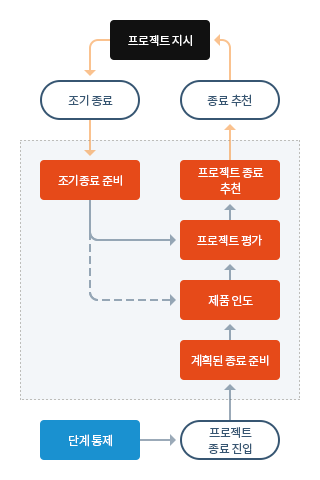 프로젝트 지시
조기 종료
종료 추천
조기종료 준비
프로젝트 종료
추천
프로젝트 평가
제품 인도
계획된 종료 준비
단계 통제
프로젝트
종료 진입